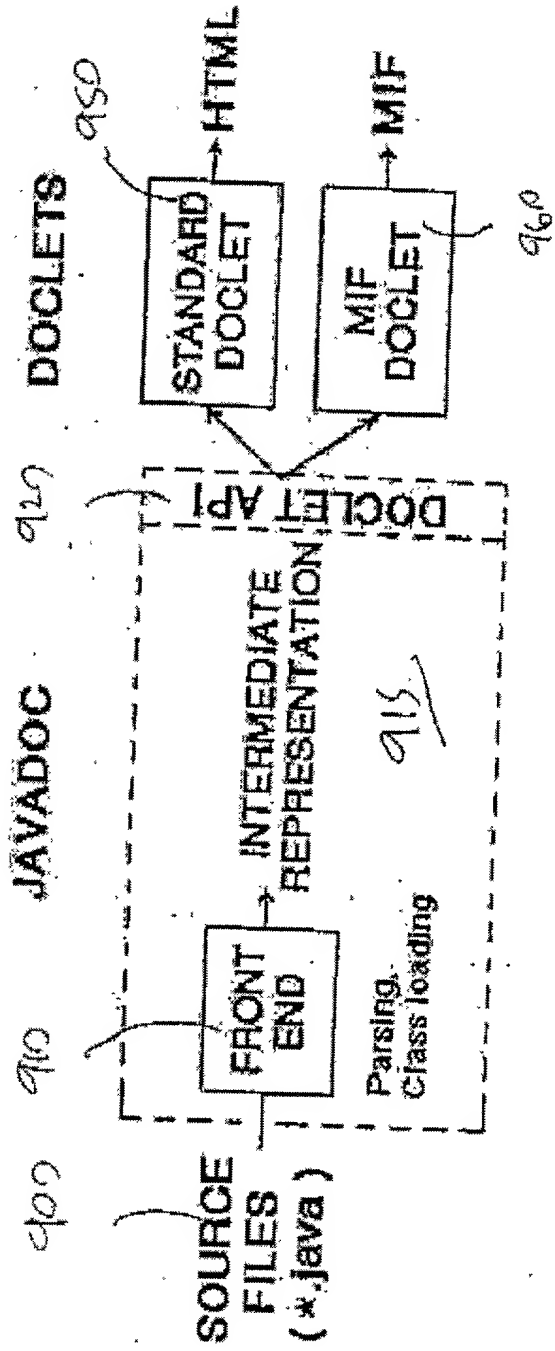 JAVADOC
DOCLETS
900
910
920
950
SOURCE
FILES
(*.java)
FRONT
END
INTERMEDIATE
REPRESENTATION
DOCLET API
STANDARD
DOCLET
HTML
Parsing,
Class loading
915
MIF
DOCLET
MIF
960